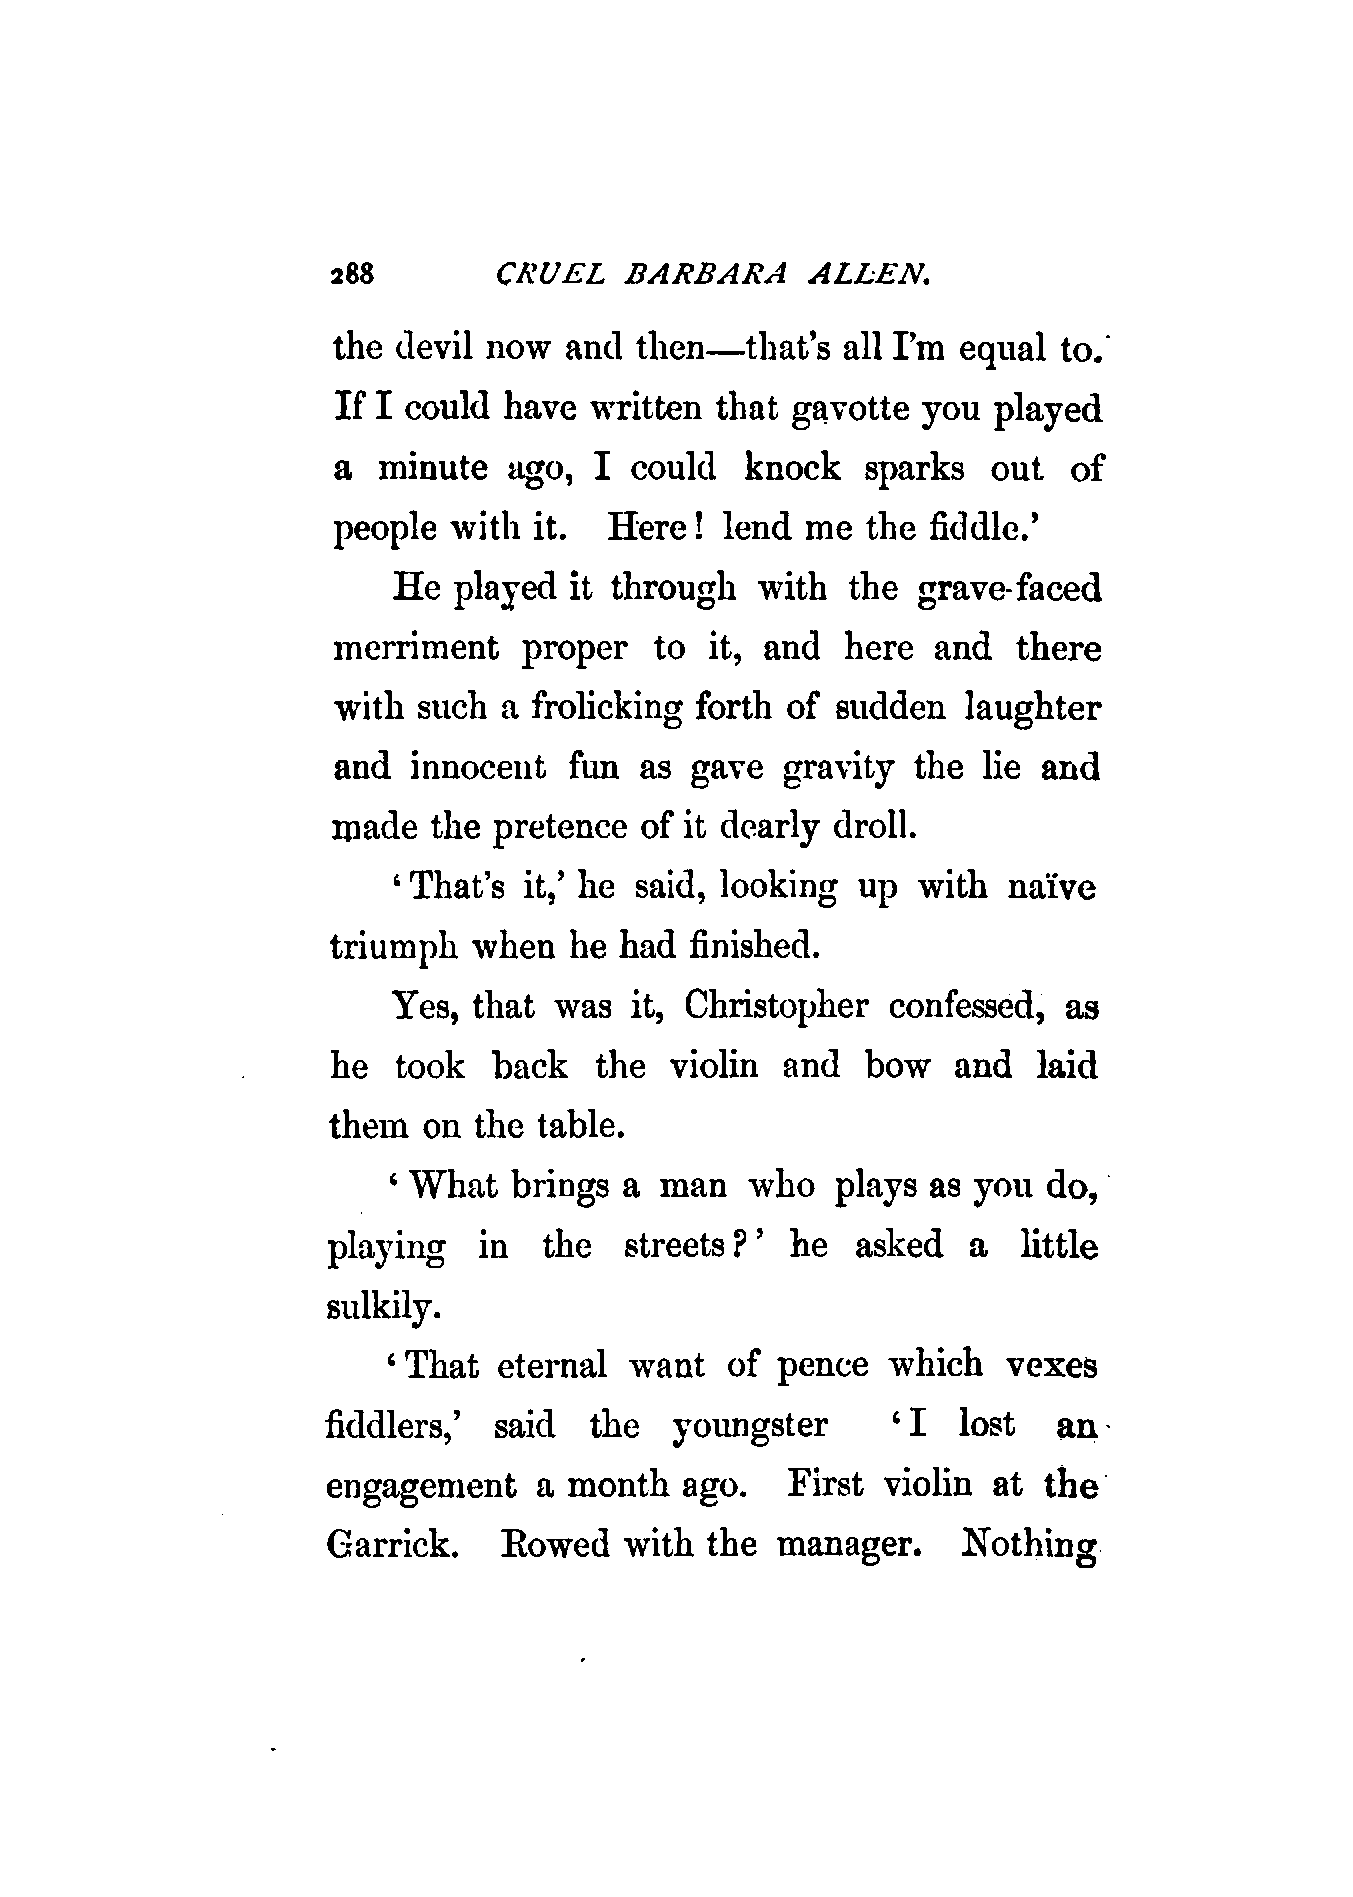 288 CRUEL BARBARA ALLEN.
the devil now and then—that's all I'm equal to.
If I could have written that gavotte you played
a minute ago, I could knock sparks out of
people with it. Here! lend me the fiddle.’
He played it through with the grave-faced
merriment proper to it, and here and there
with such a frolicking forth of sudden laughter
and innocent fun as gave gravity the lie and
made the pretence of it dearly droll.
‘That's it,’ he said, looking up with naïve
triumph when he had finished.
Yes, that was it, Christopher confessed, as
he took back the violin and bow and laid
them on the table.
‘What brings a man who plays as you do,
playing in the streets?’ he asked a little
sulkily.
‘That eternal want of pence which vexes
fiddlers,’ said the youngster ‘I lost an
engagement a month ago. First violin at the
Garrick. Rowed with the manager. Nothing